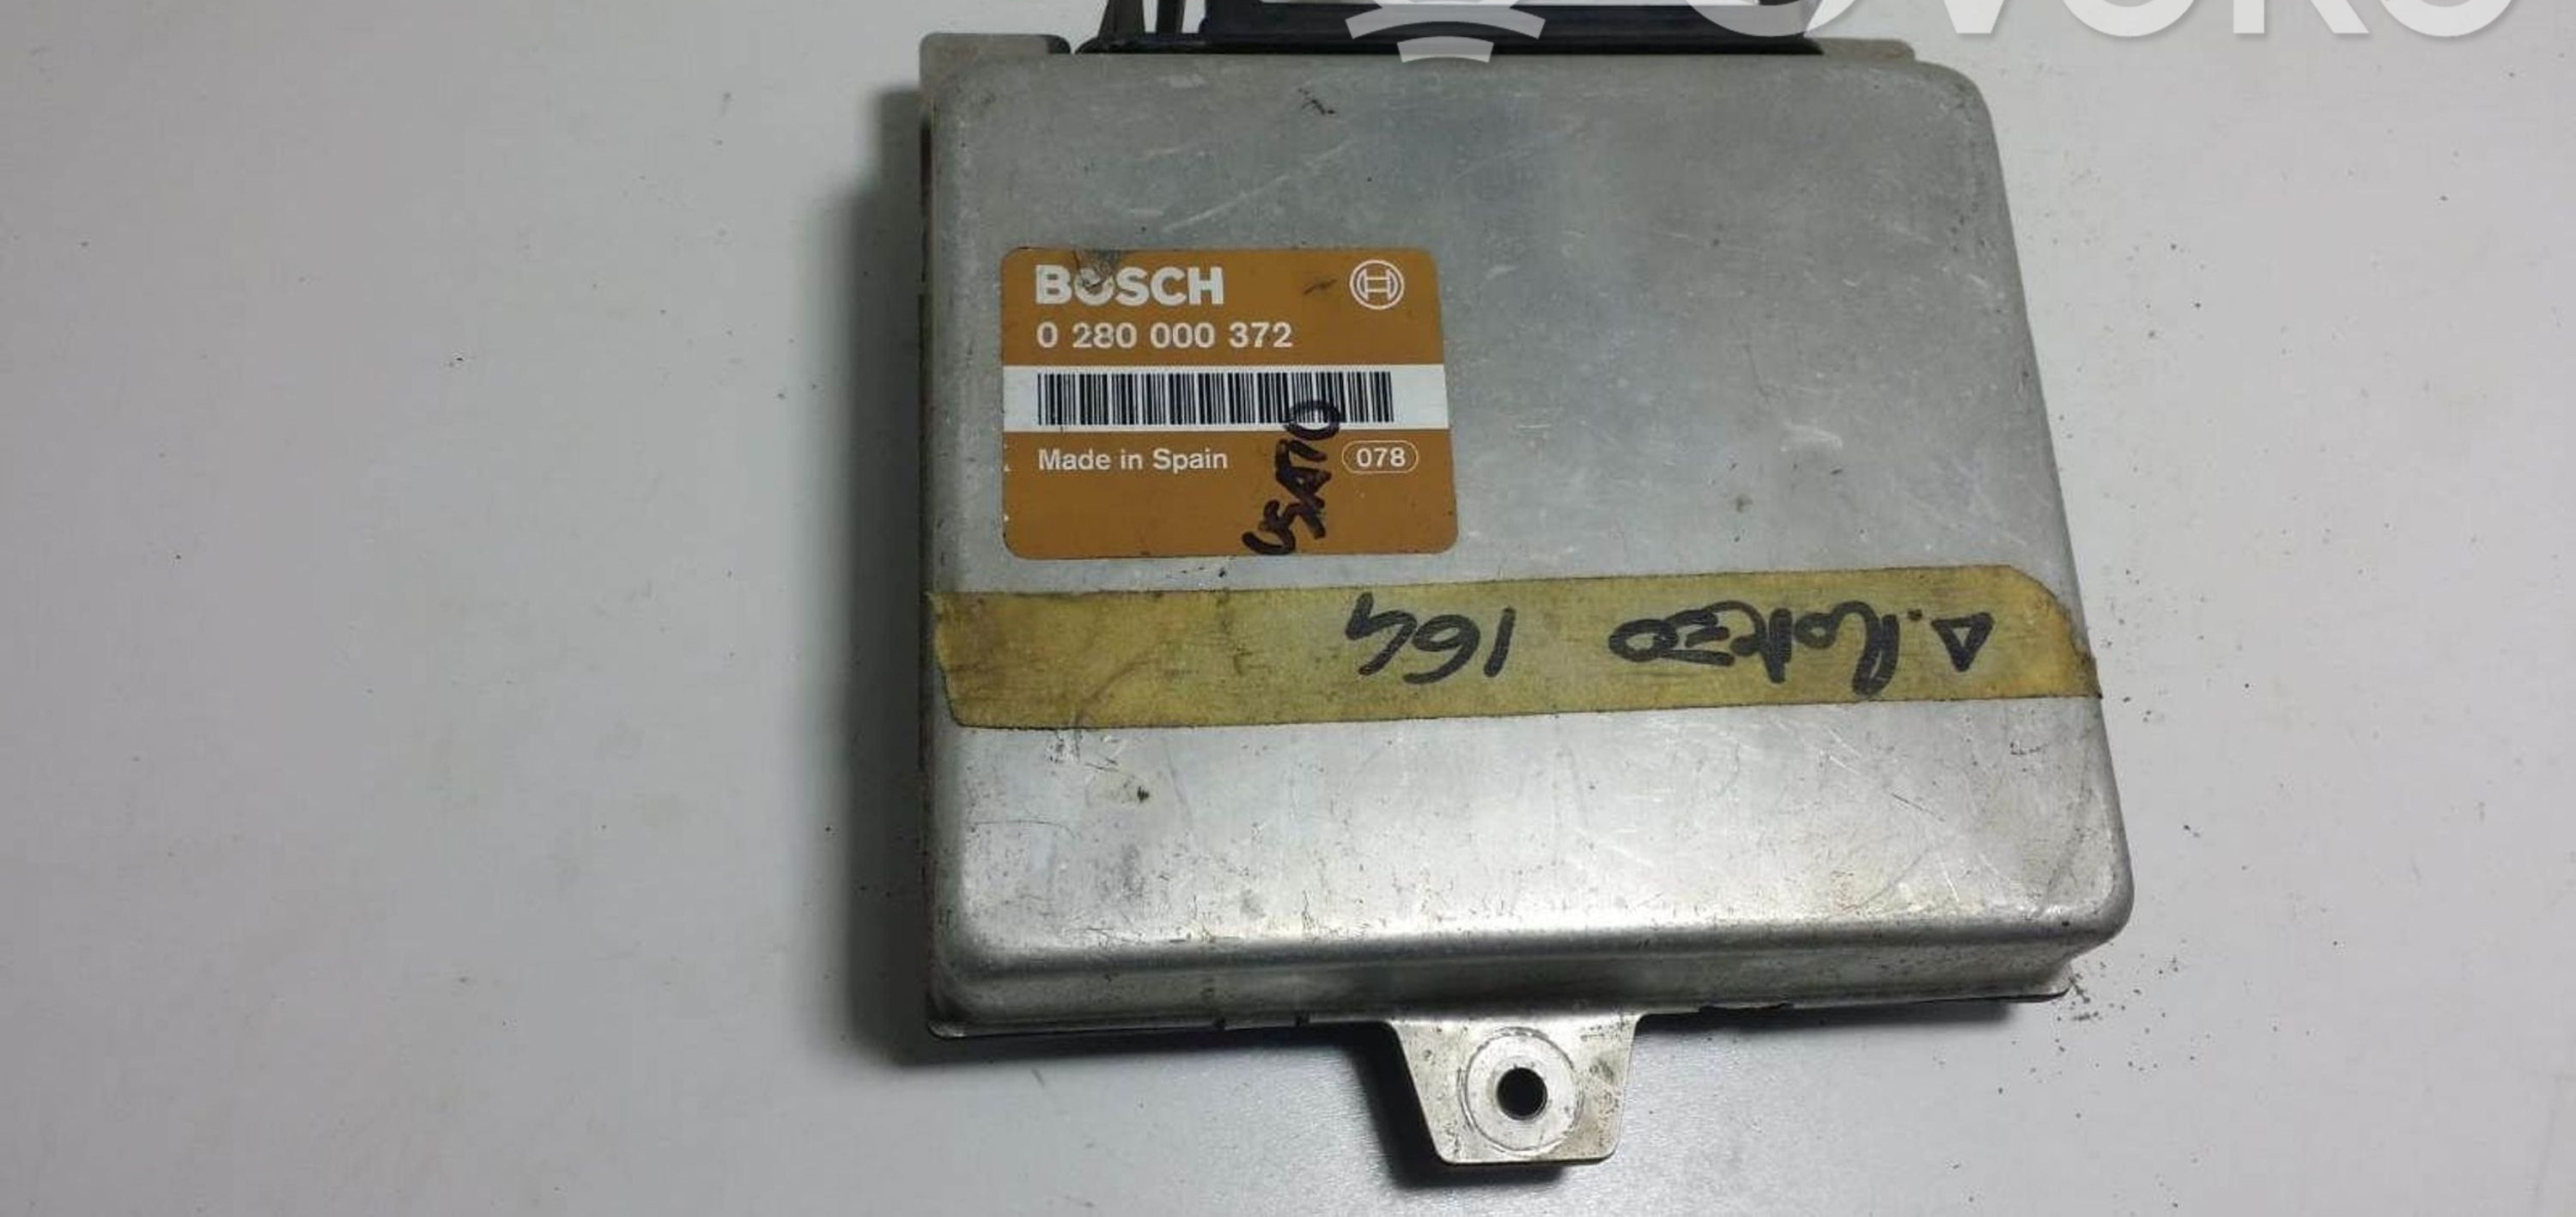 BOSCH
0 280 000 372
Made in Spain
078
USATO
A. Romeo 164